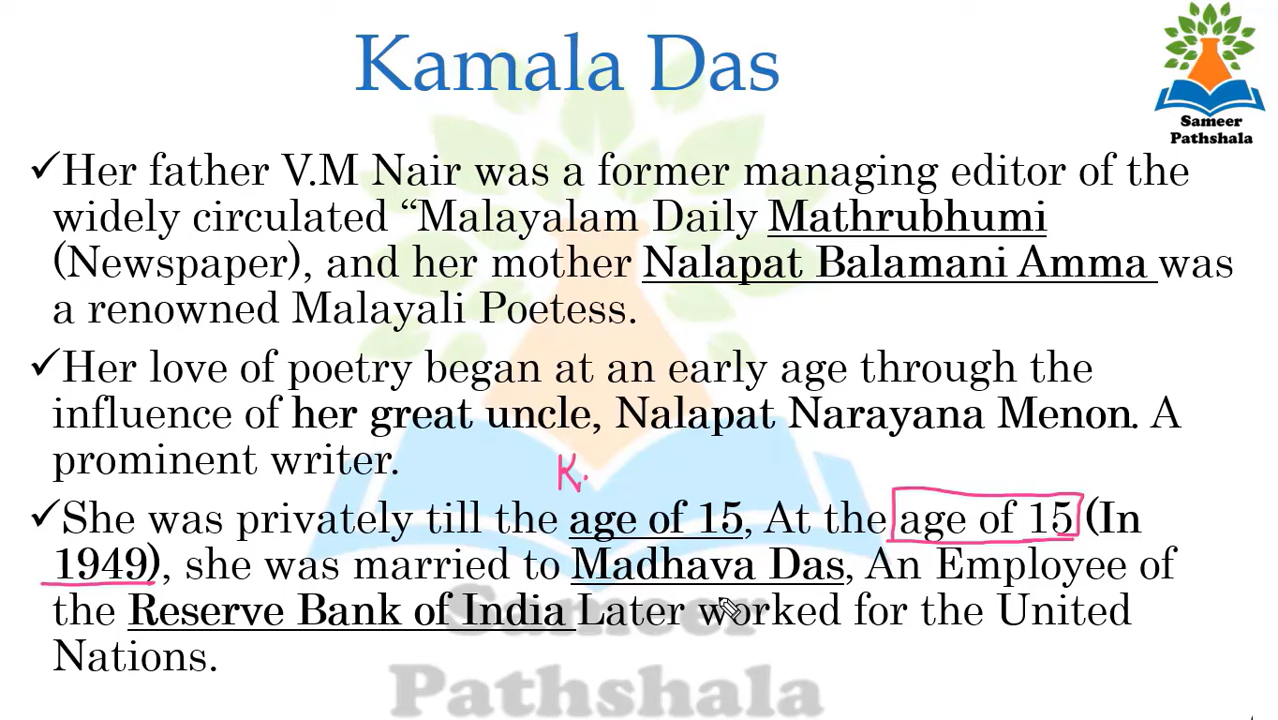 Kamala Das
Sameer
Pathshala
✓Her father V.M Nair was a former managing editor of the
widely circulated “Malayalam Daily Mathrubhumi
(Newspaper), and her mother Nalapat Balamani Amma was
a renowned Malayali Poetess.
✓Her love of poetry began at an early age through the
influence of her great uncle, Nalapat Narayana Menon. A
prominent writer.
K.
✓She was privately till the age of 15, At the age of 15 (In
1949), she was married to Madhava Das, An Employee of
the Reserve Bank of India Later worked for the United
Nations.
Sameer
Pathshala